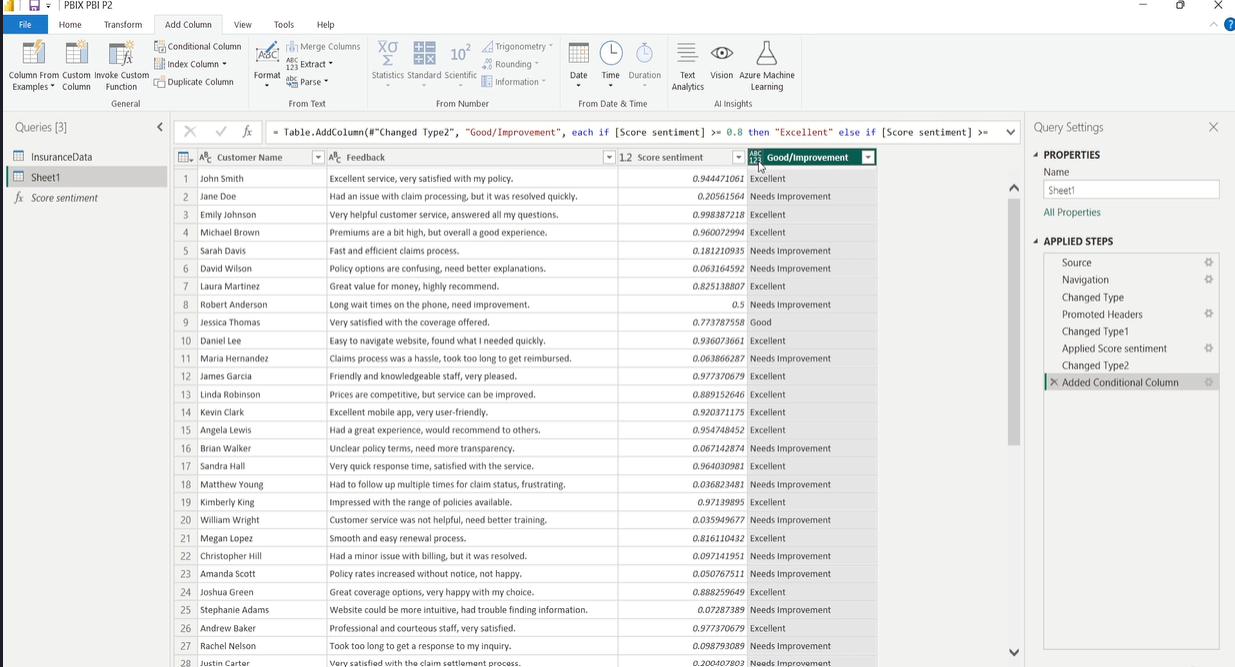 PBIX PBI P2
File Home Transform Add Column View Tools Help
Column From Examples
Custom Column
Invoke Custom Function
Conditional Column
Index Column
Duplicate Column
General
Format
Merge Columns
Extract
Parse
From Text
Statistics
Standard
Scientific
Trigonometry
Rounding
Information
From Number
Date
Time
Duration
From Date & Time
Text Analytics
Vision
Azure Machine Learning
AI Insights
Queries [3]
InsuranceData
Sheet1
Score sentiment
= Table.AddColumn(#"Changed Type2", "Good/Improvement", each if [Score sentiment] >= 0.8 then "Excellent" else if [Score sentiment] >=
Customer Name Feedback 1.2 Score sentiment ABC 123 Good/Improvement
1 John Smith Excellent service, very satisfied with my policy. 0.944471061 Excellent
2 Jane Doe Had an issue with claim processing, but it was resolved quickly. 0.20561564 Needs Improvement
3 Emily Johnson Very helpful customer service, answered all my questions. 0.998387218 Excellent
4 Michael Brown Premiums are a bit high, but overall a good experience. 0.960072994 Excellent
5 Sarah Davis Fast and efficient claims process. 0.181210935 Needs Improvement
6 David Wilson Policy options are confusing, need better explanations. 0.063164592 Needs Improvement
7 Laura Martinez Great value for money, highly recommend. 0.825138807 Excellent
8 Robert Anderson Long wait times on the phone, need improvement. 0.5 Needs Improvement
9 Jessica Thomas Very satisfied with the coverage offered. 0.773787558 Good
10 Daniel Lee Easy to navigate website, found what I needed quickly. 0.936073661 Excellent
11 Maria Hernandez Claims process was a hassle, took too long to get reimbursed. 0.063866287 Needs Improvement
12 James Garcia Friendly and knowledgeable staff, very pleased. 0.977370679 Excellent
13 Linda Robinson Prices are competitive, but service can be improved. 0.889152646 Excellent
14 Kevin Clark Excellent mobile app, very user-friendly. 0.920371175 Excellent
15 Angela Lewis Had a great experience, would recommend to others. 0.954748452 Excellent
16 Brian Walker Unclear policy terms, need more transparency. 0.067142874 Needs Improvement
17 Sandra Hall Very quick response time, satisfied with the service. 0.964030981 Excellent
18 Matthew Young Had to follow up multiple times for claim status, frustrating. 0.036823481 Needs Improvement
19 Kimberly King Impressed with the range of policies available. 0.97139895 Excellent
20 William Wright Customer service was not helpful, need better training. 0.035949677 Needs Improvement
21 Megan Lopez Smooth and easy renewal process. 0.816110432 Excellent
22 Christopher Hill Had a minor issue with billing, but it was resolved. 0.097141951 Needs Improvement
23 Amanda Scott Policy rates increased without notice, not happy. 0.050767511 Needs Improvement
24 Joshua Green Great coverage options, very happy with my choice. 0.888259649 Excellent
25 Stephanie Adams Website could be more intuitive, had trouble finding information. 0.07287389 Needs Improvement
26 Andrew Baker Professional and courteous staff, very satisfied. 0.977370679 Excellent
27 Rachel Nelson Took too long to get a response to my inquiry. 0.098793089 Needs Improvement
28 Justin Carter Very satisfied with the claim settlement process. 0.200407803 Needs Improvement
Query Settings
PROPERTIES
Name
Sheet1
All Properties
APPLIED STEPS
Source
Navigation
Changed Type
Promoted Headers
Changed Type1
Applied Score sentiment
Changed Type2
Added Conditional Column